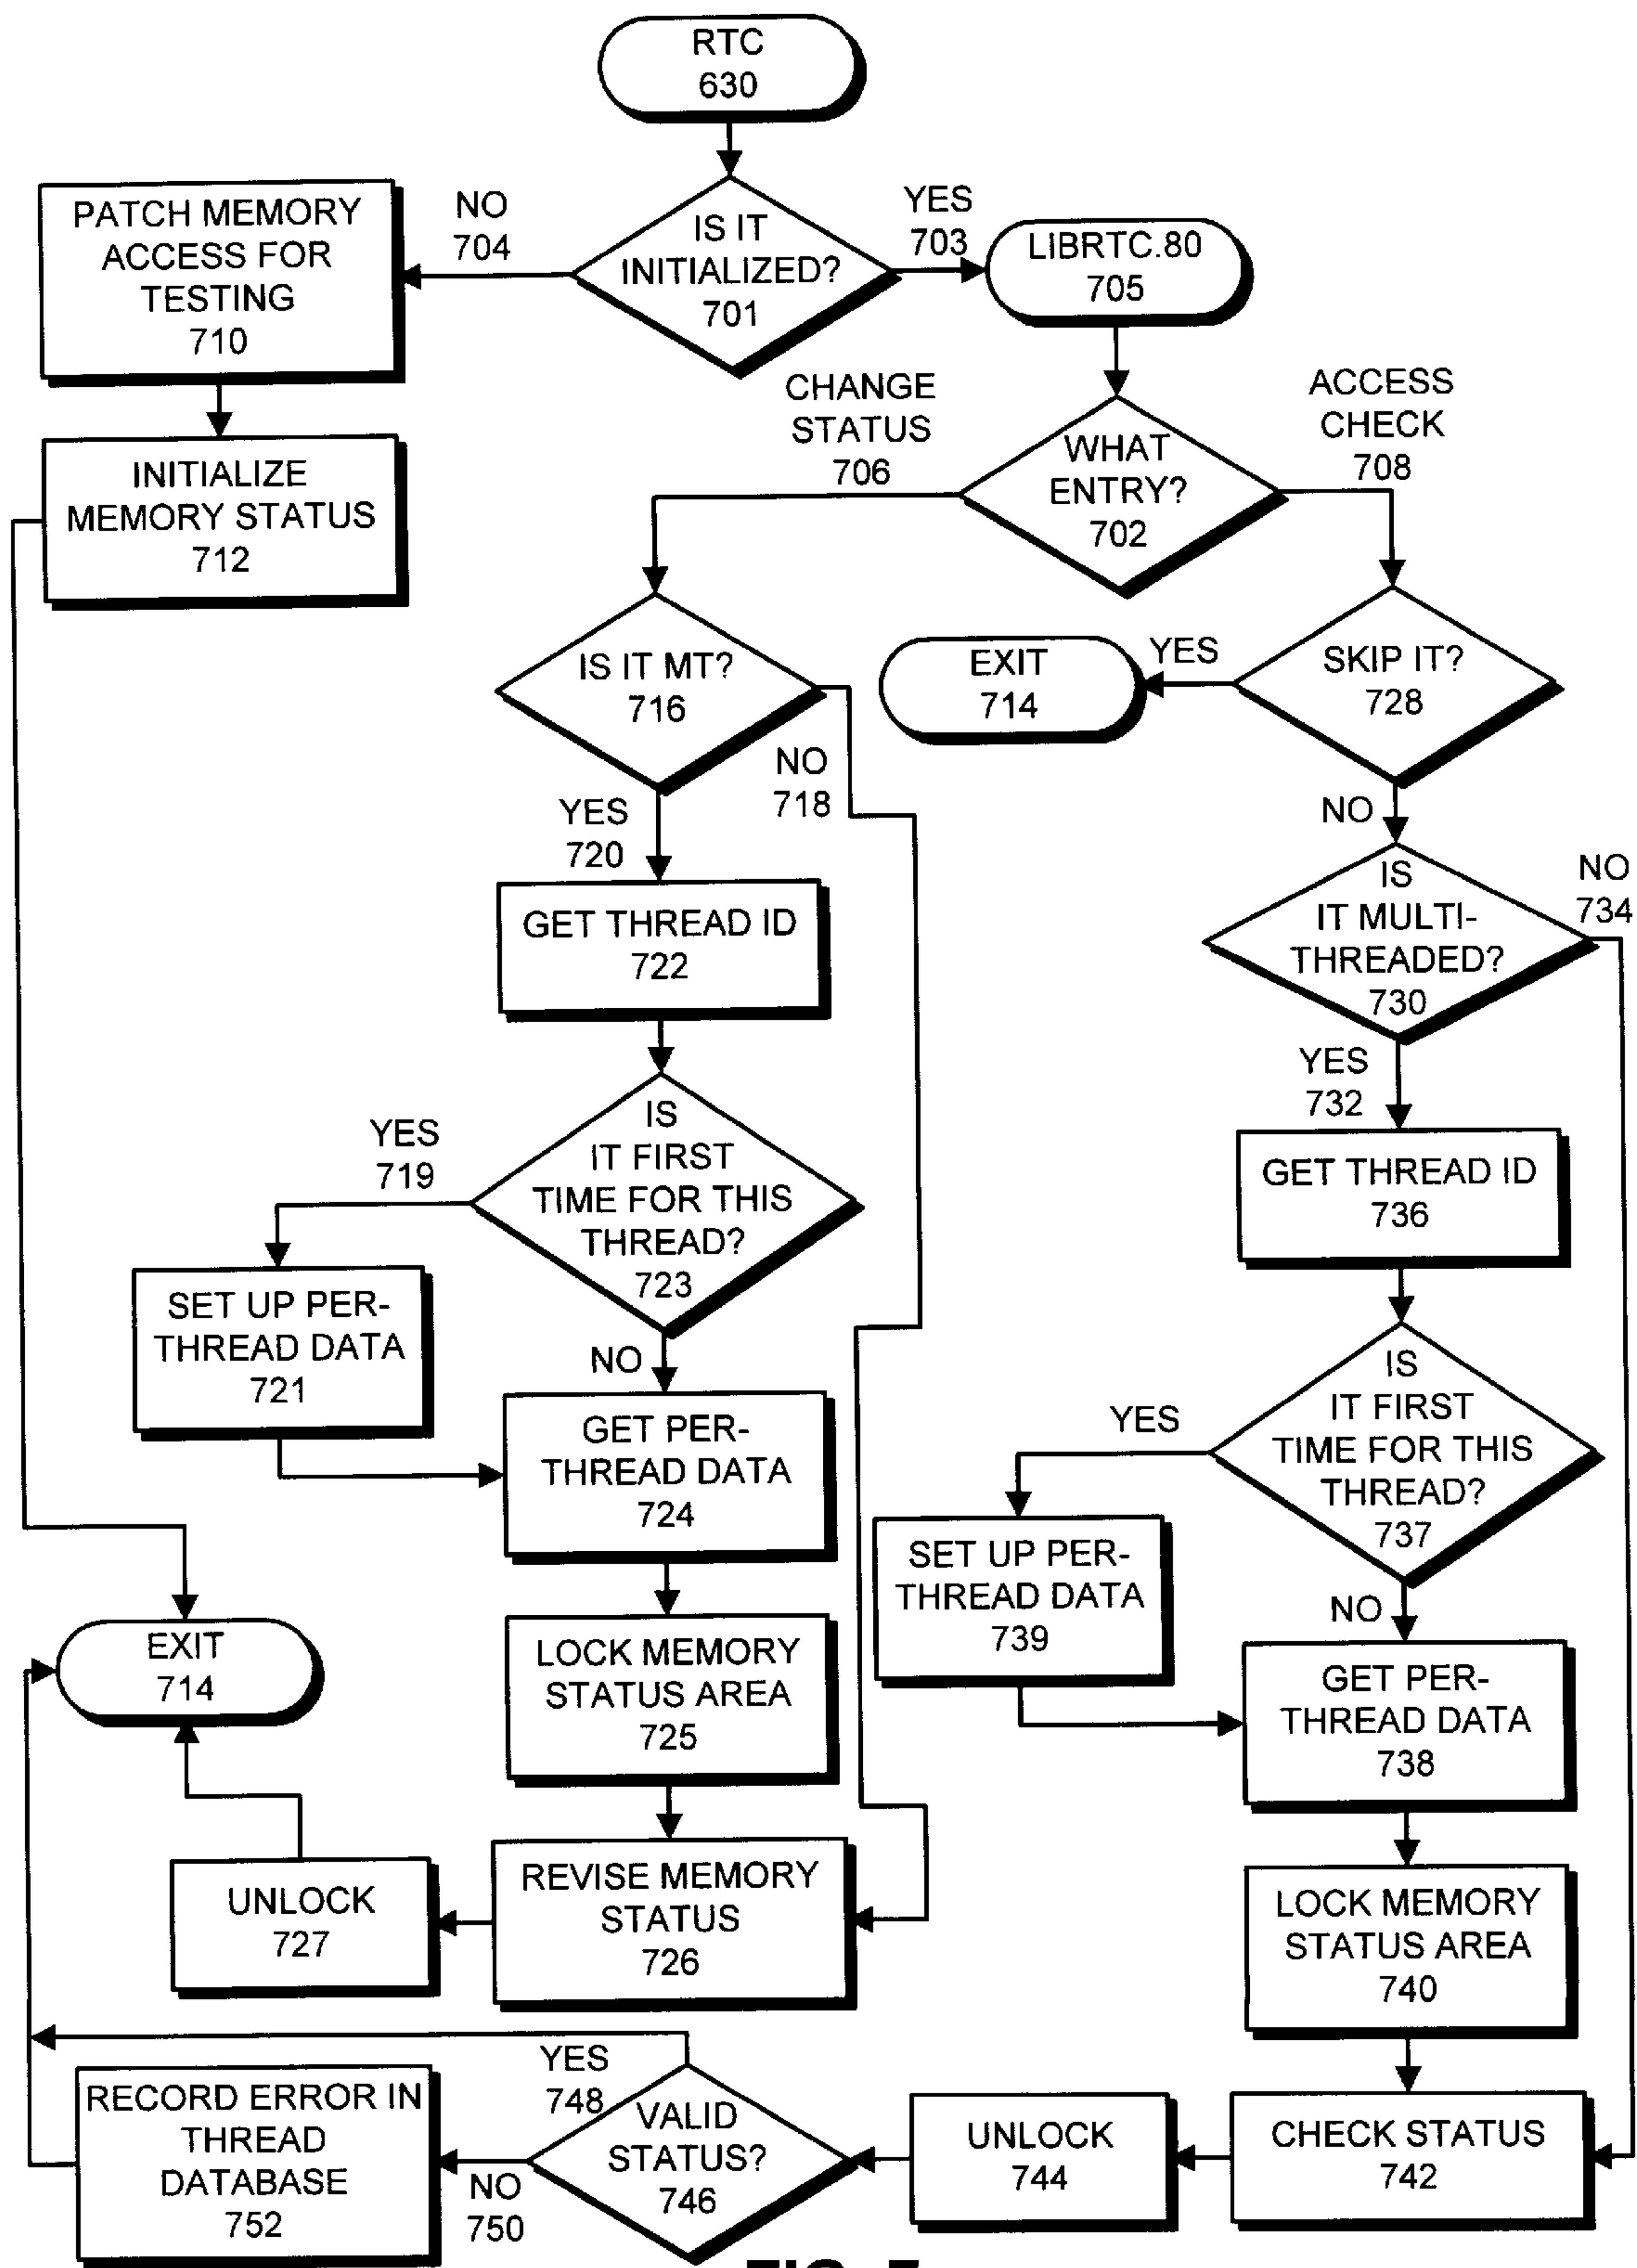 RTC
630
IS IT
INITIALIZED?
701
NO
704
YES
703
PATCH MEMORY
ACCESS FOR
TESTING
710
LIBRTC.80
705
INITIALIZE
MEMORY STATUS
712
CHANGE
STATUS
706
WHAT
ENTRY?
702
ACCESS
CHECK
708
IS IT MT?
716
EXIT
714
YES
SKIP IT?
728
NO
718
YES
720
NO
IS
IT MULTI-
THREADED?
730
NO
734
GET THREAD ID
722
YES
732
YES
719
IS
IT FIRST
TIME FOR THIS
THREAD?
723
GET THREAD ID
736
SET UP PER-
THREAD DATA
721
NO
GET PER-
THREAD DATA
724
YES
IS
IT FIRST
TIME FOR THIS
THREAD?
737
SET UP PER-
THREAD DATA
739
NO
EXIT
714
LOCK MEMORY
STATUS AREA
725
GET PER-
THREAD DATA
738
UNLOCK
727
REVISE MEMORY
STATUS
726
LOCK MEMORY
STATUS AREA
740
RECORD ERROR IN
THREAD
DATABASE
752
YES
748
NO
750
VALID
STATUS?
746
UNLOCK
744
CHECK STATUS
742